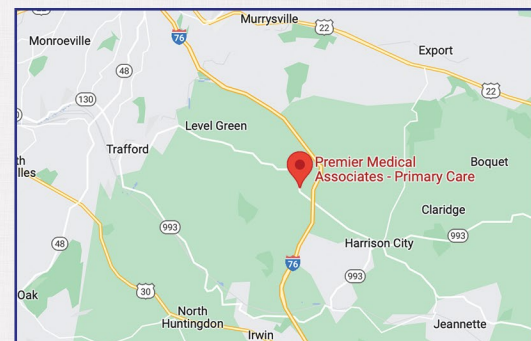 Murrysville
22
76
Monroeville
Export
48
22
130
Level Green
Trafford
th
lles
Premier Medical
Associates - Primary Care
Boquet
Claridge
993
993
48
Harrison City
76
993
30
Oak
North
Huntingdon
Jeannette
Irwin